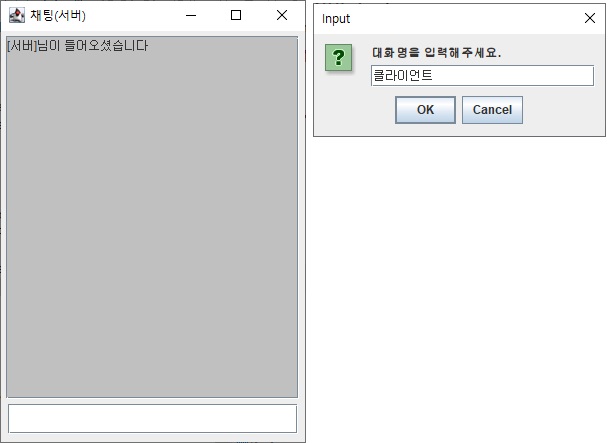 채팅(서버)
[서버]님이 들어오셨습니다
Input
대화명을 입력해주세요.
클라이언트
OK
Cancel